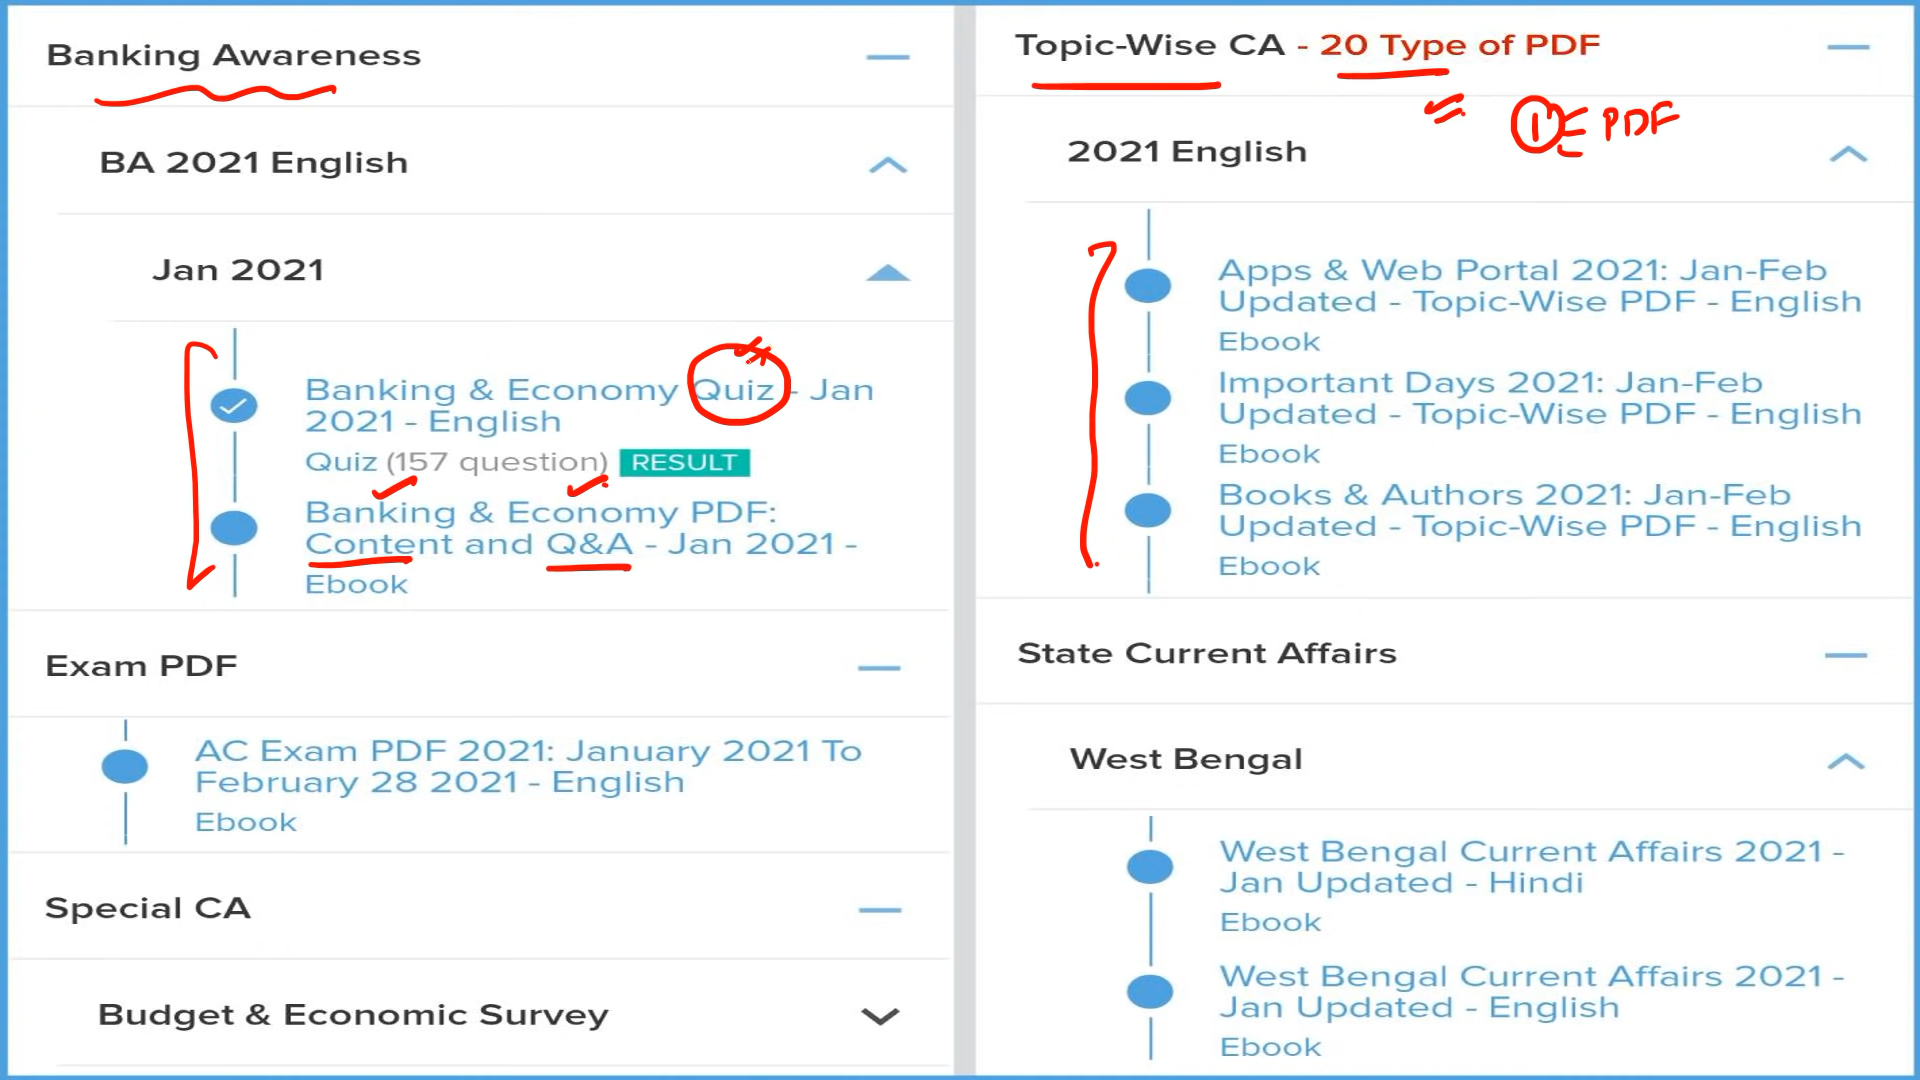 Banking Awareness
BA 2021 English
Jan 2021
Banking & Economy Quiz - Jan
2021 - English
Quiz (157 question) RESULT
Banking & Economy PDF:
Content and Q&A - Jan 2021 -
Ebook
Exam PDF
AC Exam PDF 2021: January 2021 To
February 28 2021 - English
Ebook
Special CA
Budget & Economic Survey
Topic-Wise CA - 20 Type of PDF
PDF
2021 English
Apps & Web Portal 2021: Jan-Feb
Updated - Topic-Wise PDF - English
Ebook
Important Days 2021: Jan-Feb
Updated - Topic-Wise PDF - English
Ebook
Books & Authors 2021: Jan-Feb
Updated - Topic-Wise PDF - English
Ebook
State Current Affairs
West Bengal
West Bengal Current Affairs 2021 -
Jan Updated - Hindi
Ebook
West Bengal Current Affairs 2021 -
Jan Updated - English
Ebook